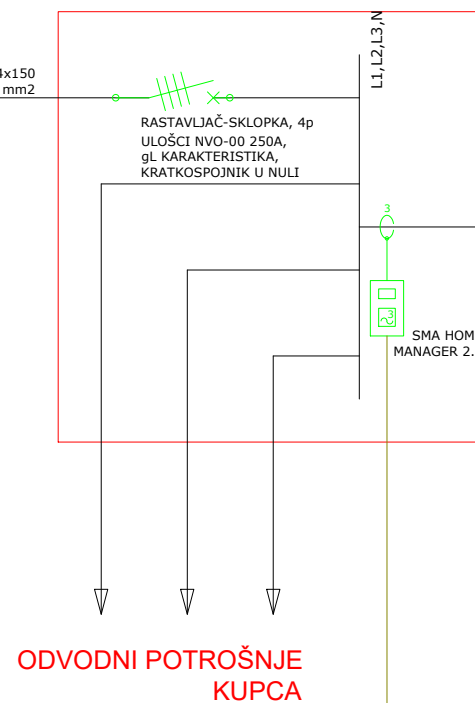 4x150
mm2
L1,L2,L3,N
RASTAVLJAČ-SKLOPKA, 4p
ULOŠCI NVO-00 250A,
gL KARAKTERISTIKA,
KRATKOSPOJNIK U NULI
3
3
SMA HOM
MANAGER 2.
ODVODNI POTROŠNJE
KUPCA